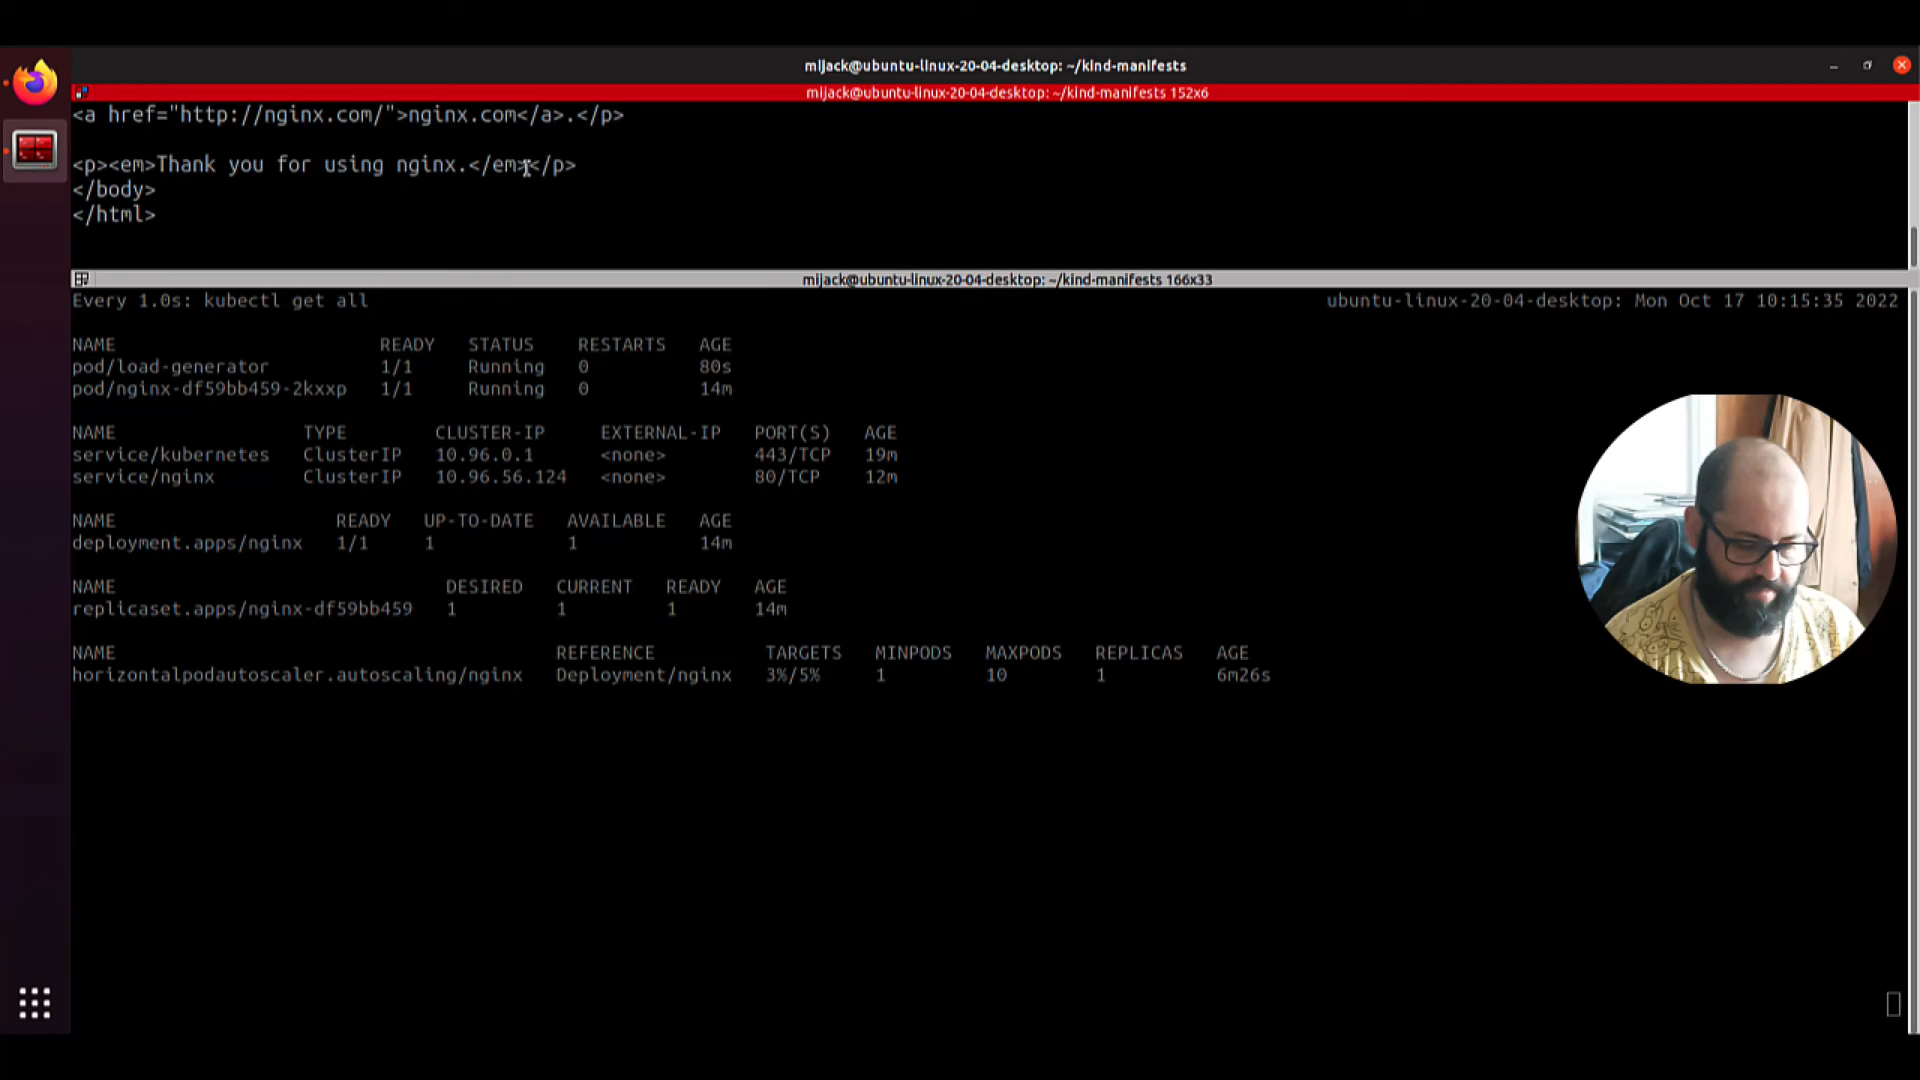 mijack@ubuntu-linux-20-04-desktop: ~/kind-manifests
mijack@ubuntu-linux-20-04-desktop: ~/kind-manifests 152x6
<a href="http://nginx.com/">nginx.com</a>.</p>
<p><em>Thank you for using nginx.</em></p>
</body>
</html>
mijack@ubuntu-linux-20-04-desktop: ~/kind-manifests 166x33
Every 1.0s: kubectl get all ubuntu-linux-20-04-desktop: Mon Oct 17 10:15:35 2022
NAME READY STATUS RESTARTS AGE
pod/load-generator 1/1 Running 0 80s
pod/nginx-df59bb459-2kxxp 1/1 Running 0 14m
NAME TYPE CLUSTER-IP EXTERNAL-IP PORT(S) AGE
service/kubernetes ClusterIP 10.96.0.1 <none> 443/TCP 19m
service/nginx ClusterIP 10.96.56.124 <none> 80/TCP 12m
NAME READY UP-TO-DATE AVAILABLE AGE
deployment.apps/nginx 1/1 1 1 14m
NAME DESIRED CURRENT READY AGE
replicaset.apps/nginx-df59bb459 1 1 1 14m
NAME REFERENCE TARGETS MINPODS MAXPODS REPLICAS AGE
horizontalpodautoscaler.autoscaling/nginx Deployment/nginx 3%/5% 1 10 1 6m26s